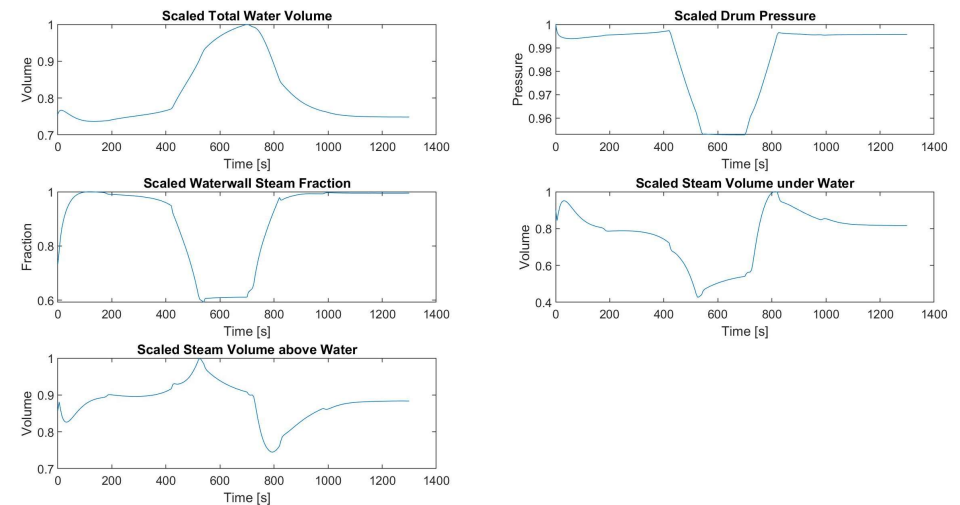 Scaled Total Water Volume
1
0.9
0.8
0.7
Volume
0 200 400 600 800 1000 1200 1400
Time [s]
Scaled Drum Pressure
0.99
0.98
0.97
0.96
Pressure
0 200 400 600 800 1000 1200 1400
Time [s]
Scaled Waterwall Steam Fraction
1
0.8
0.6
Fraction
0 200 400 600 800 1000 1200 1400
Time [s]
Scaled Steam Volume under Water
1
0.8
0.6
0.4
Volume
0 200 400 600 800 1000 1200 1400
Time [s]
Scaled Steam Volume above Water
1
0.9
0.8
0.7
Volume
0 200 400 600 800 1000 1200 1400
Time [s]